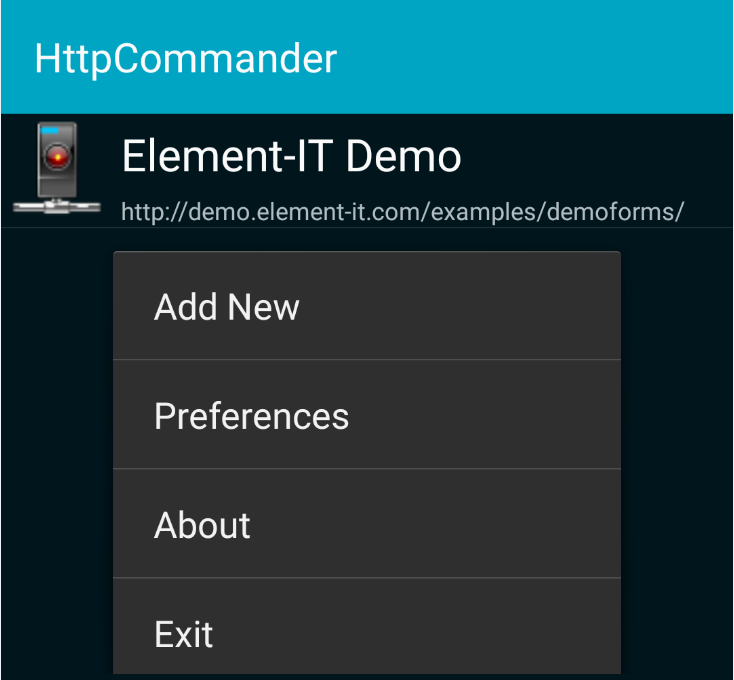 HttpCommander
Element-IT Demo
http://demo.element-it.com/examples/demoforms/
Add New
Preferences
About
Exit